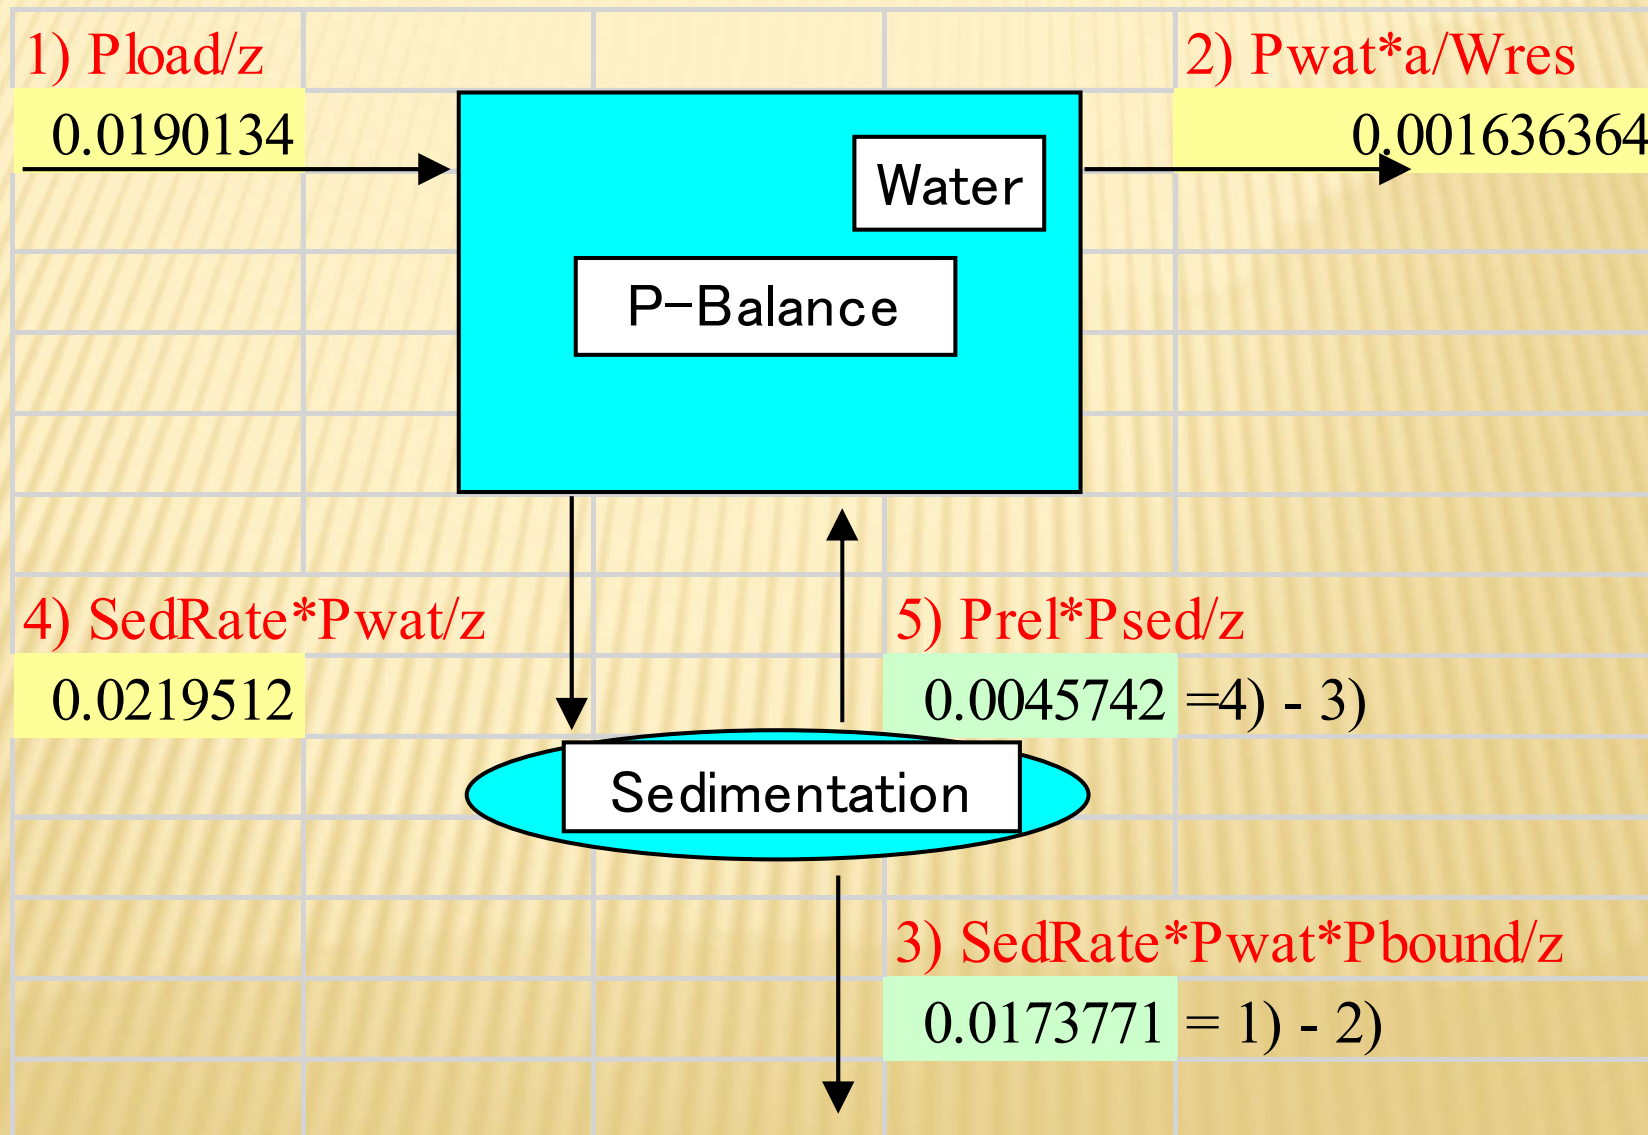 1) Pload/z
2) Pwat*a/Wres
0.0190134
0.001636364
Water
P-Balance
4) SedRate*Pwat/z
5) Prel*Psed/z
0.0219512
0.0045742 =4) - 3)
Sedimentation
3) SedRate*Pwat*Pbound/z
0.0173771 = 1) - 2)